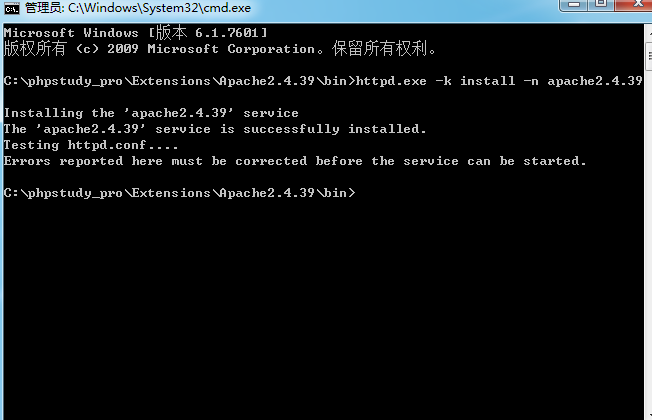 管理员: C:\Windows\System32\cmd.exe
Microsoft Windows [版本 6.1.7601]
版权所有 (c) 2009 Microsoft Corporation。保留所有权利。
C:\phpstudy_pro\Extensions\Apache2.4.39\bin>httpd.exe -k install -n apache2.4.39
Installing the 'apache2.4.39' service
The 'apache2.4.39' service is successfully installed.
Testing httpd.conf....
Errors reported here must be corrected before the service can be started.
C:\phpstudy_pro\Extensions\Apache2.4.39\bin>